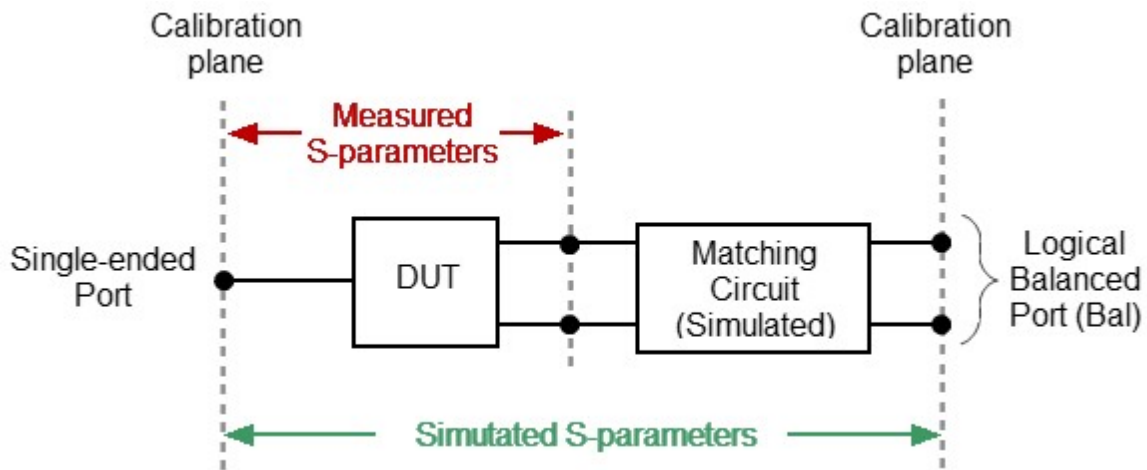 Calibration
plane
Calibration
plane
Measured
S-parameters
Single-ended
Port
DUT
Matching
Circuit
(Simulated)
Logical
Balanced
Port (Bal)
Simutated S-parameters